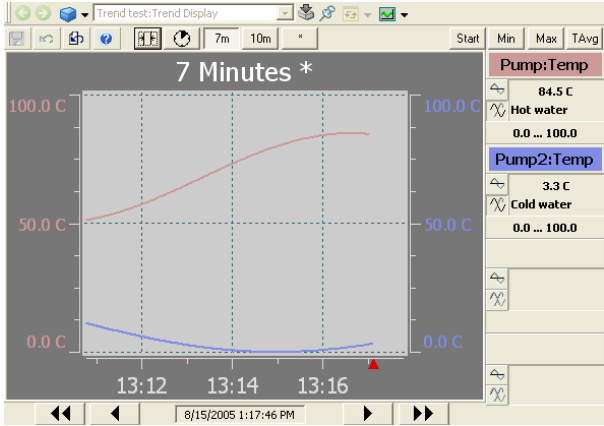 Trend test:Trend Display
7m 10m * Start Min Max TAvg
7 Minutes *
100.0 C 100.0 C
50.0 C 50.0 C
0.0 C 0.0 C
13:12 13:14 13:16
8/15/2005 1:17:46 PM
Pump:Temp
84.5 C
Hot water
0.0 ... 100.0
Pump2:Temp
3.3 C
Cold water
0.0 ... 100.0